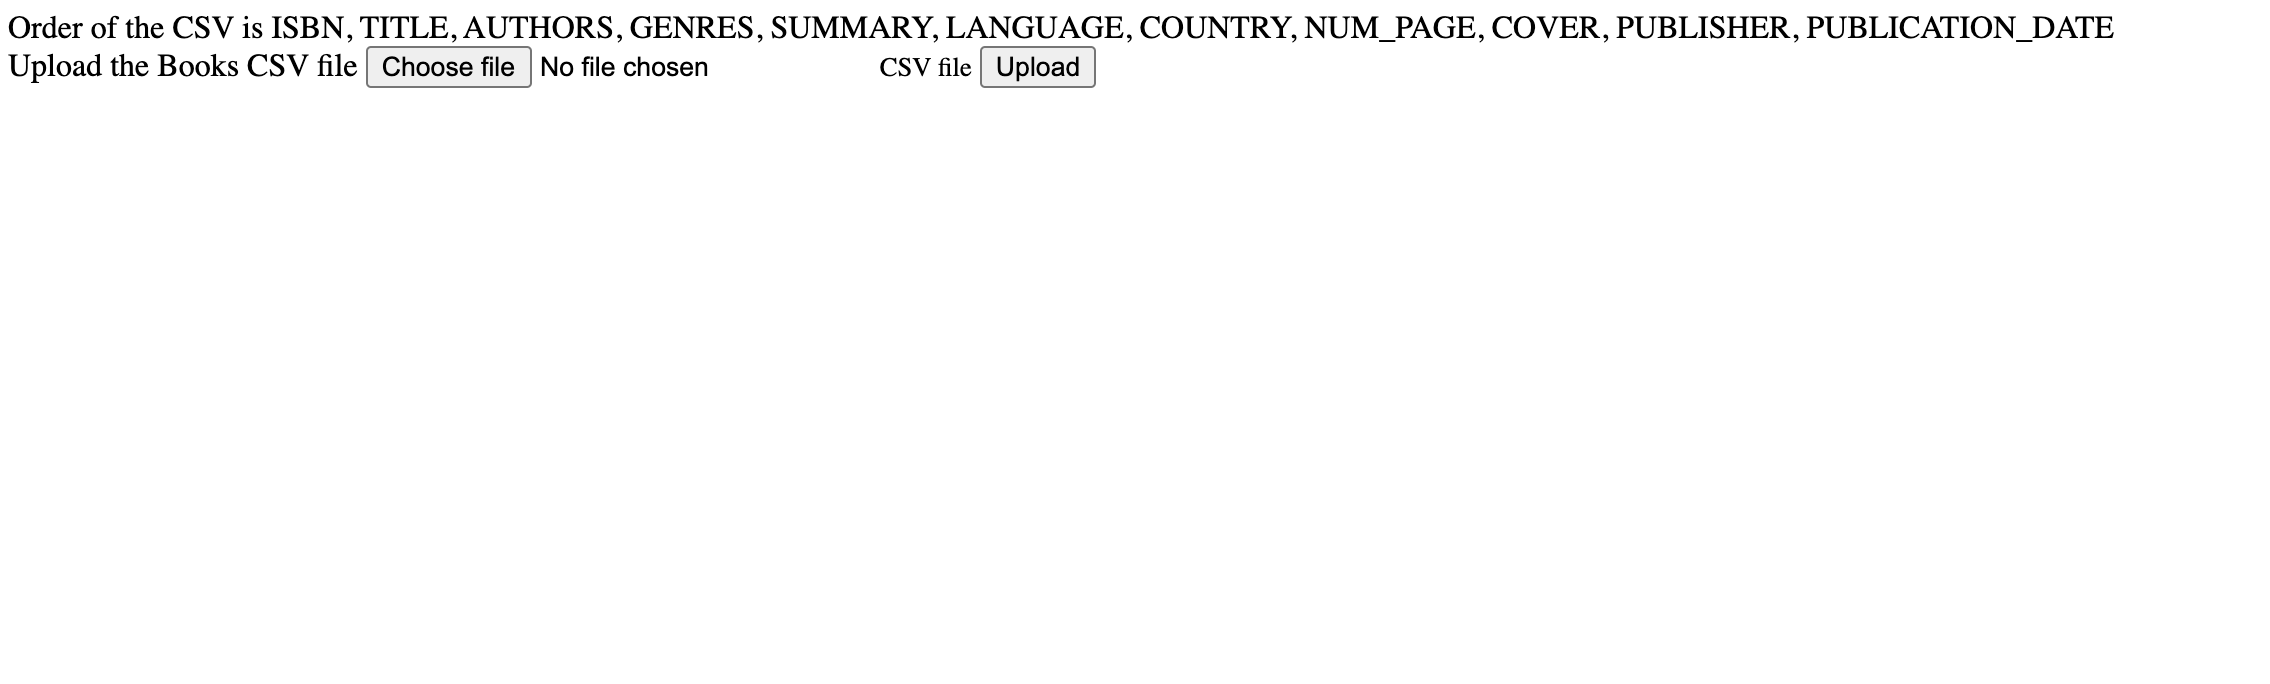 Order of the CSV is ISBN, TITLE, AUTHORS, GENRES, SUMMARY, LANGUAGE, COUNTRY, NUM_PAGE, COVER, PUBLISHER, PUBLICATION_DATE
Upload the Books CSV file Choose file No file chosen CSV file Upload